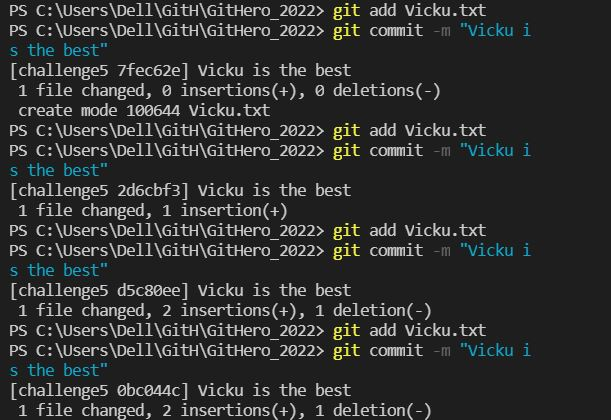 PS C:\Users\Dell\GitH\GitHero_2022> git add Vicku.txt
PS C:\Users\Dell\GitH\GitHero_2022> git commit -m "Vicku i
s the best"
[challenge5 7fec62e] Vicku is the best
 1 file changed, 0 insertions(+), 0 deletions(-)
 create mode 100644 Vicku.txt
PS C:\Users\Dell\GitH\GitHero_2022> git add Vicku.txt
PS C:\Users\Dell\GitH\GitHero_2022> git commit -m "Vicku i
s the best"
[challenge5 2d6cbf3] Vicku is the best
 1 file changed, 1 insertion(+)
PS C:\Users\Dell\GitH\GitHero_2022> git add Vicku.txt
PS C:\Users\Dell\GitH\GitHero_2022> git commit -m "Vicku i
s the best"
[challenge5 d5c80ee] Vicku is the best
 1 file changed, 2 insertions(+), 1 deletion(-)
PS C:\Users\Dell\GitH\GitHero_2022> git add Vicku.txt
PS C:\Users\Dell\GitH\GitHero_2022> git commit -m "Vicku i
s the best"
[challenge5 0bc044c] Vicku is the best
 1 file changed, 2 insertions(+), 1 deletion(-)